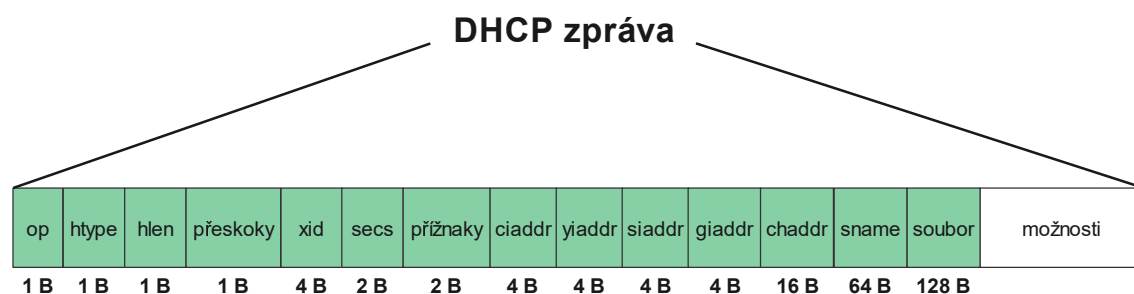 DHCP zpráva
op htype hlen přeskoky xid secs přížnaky ciaddr yiaddr siaddr giaddr chaddr sname soubor možnosti
1 B 1 B 1 B 1 B 4 B 2 B 2 B 4 B 4 B 4 B 4 B 16 B 64 B 128 B